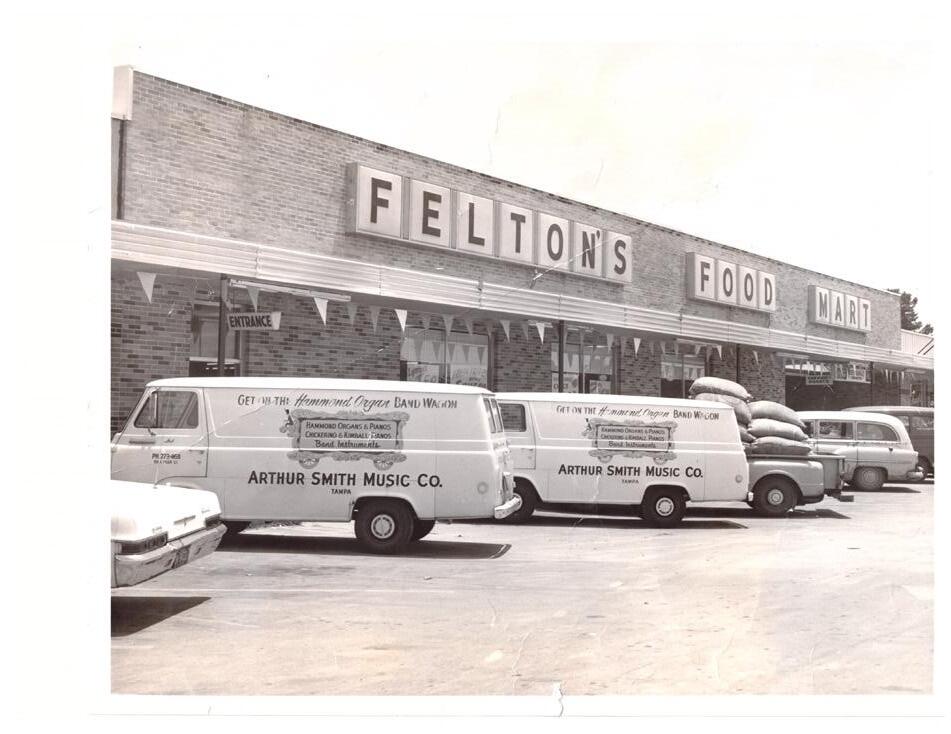 FELTON'S FOOD MART
ENTRANCE
GET ON THE Hammond Organ BAND WAGON
HAMMOND ORGANS & PIANOS
CHICKERING & KIMBALL PIANOS
Band Instruments
ARTHUR SMITH MUSIC CO.
TAMPA
GET ON THE Hammond Organ BAND WAGON
HAMMOND ORGANS & PIANOS
CHICKERING & KIMBALL PIANOS
Band Instruments
ARTHUR SMITH MUSIC CO.
TAMPA